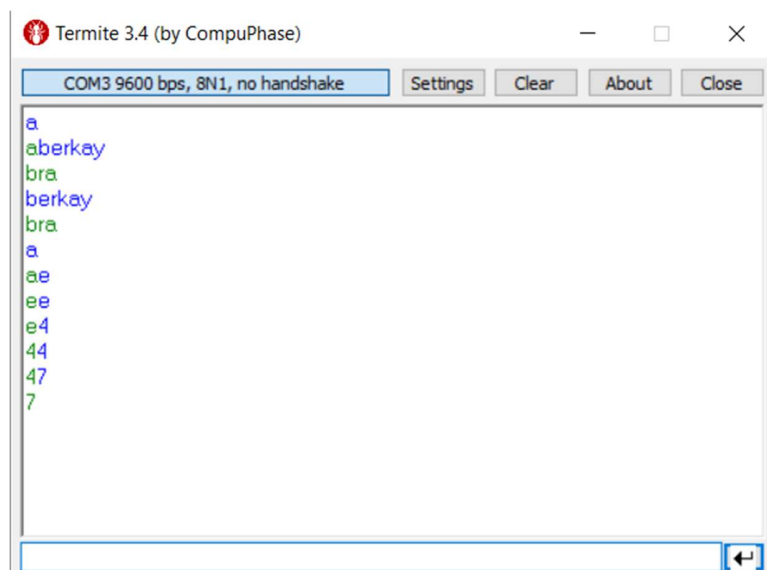 Termite 3.4 (by CompuPhase)
COM3 9600 bps, 8N1, no handshake Settings Clear About Close
a
aberkay
bra
berkay
bra
a
ae
ee
e4
44
47
7